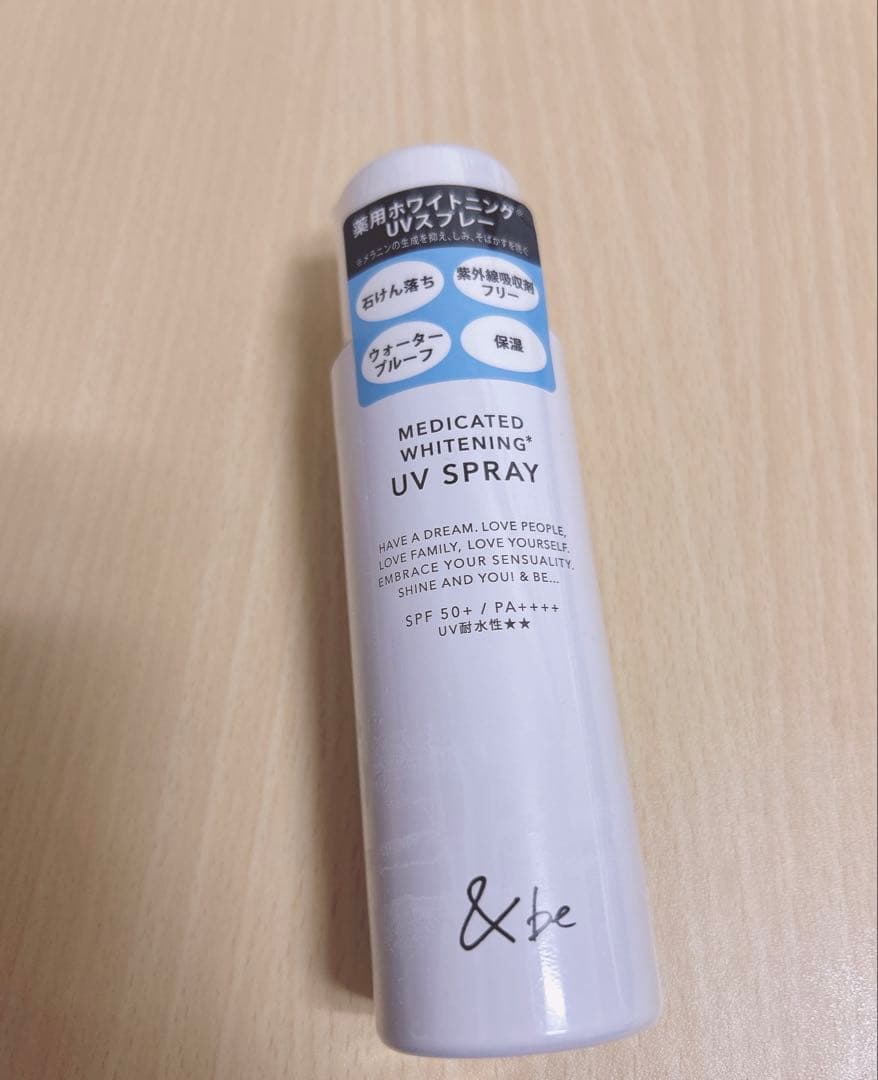 薬用ホワイトニング※
UVスプレー
※メラニンの生成を抑え、しみ、そばかすを防ぐ
石けん落ち
紫外線吸収剤
フリー
ウォーター
プルーフ
保湿
MEDICATED
WHITENING*
UV SPRAY
HAVE A DREAM. LOVE PEOPLE,
LOVE FAMILY, LOVE YOURSELF.
EMBRACE YOUR SENSUALITY.
SHINE AND YOU! & BE...
SPF 50+ / PA++++
UV耐水性★★
&be